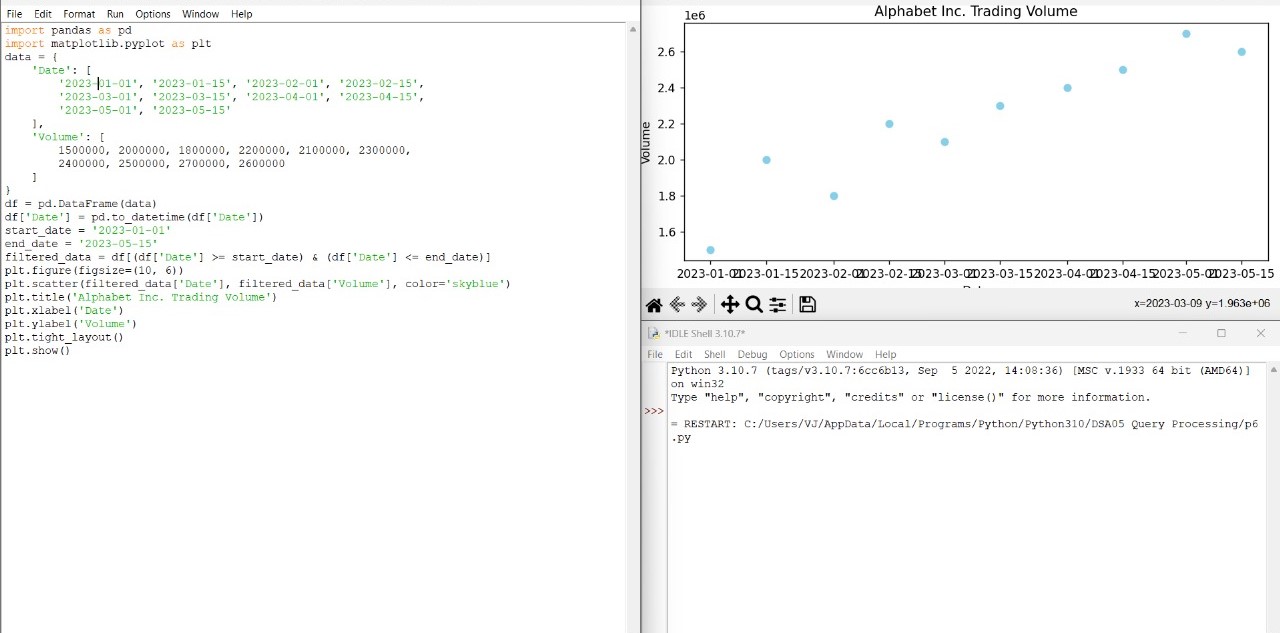 File Edit Format Run Options Window Help
import pandas as pd
import matplotlib.pyplot as plt
data = {
    'Date': [
        '2023-01-01', '2023-01-15', '2023-02-01', '2023-02-15',
        '2023-03-01', '2023-03-15', '2023-04-01', '2023-04-15',
        '2023-05-01', '2023-05-15'
    ],
    'Volume': [
        1500000, 2000000, 1800000, 2200000, 2100000, 2300000,
        2400000, 2500000, 2700000, 2600000
    ]
}
df = pd.DataFrame(data)
df['Date'] = pd.to_datetime(df['Date'])
start_date = '2023-01-01'
end_date = '2023-05-15'
filtered_data = df[(df['Date'] >= start_date) & (df['Date'] <= end_date)]
plt.figure(figsize=(10, 6))
plt.scatter(filtered_data['Date'], filtered_data['Volume'], color='skyblue')
plt.title('Alphabet Inc. Trading Volume')
plt.xlabel('Date')
plt.ylabel('Volume')
plt.tight_layout()
plt.show()
1e6
Alphabet Inc. Trading Volume
2.6
2.4
2.2
2.0
1.8
1.6
Volume
2023-01-01 2023-01-15 2023-02-01 2023-02-15 2023-03-01 2023-03-15 2023-04-01 2023-04-15 2023-05-01 2023-05-15
x=2023-03-09 y=1.963e+06
*IDLE Shell 3.10.7*
File Edit Shell Debug Options Window Help
Python 3.10.7 (tags/v3.10.7:6cc6b13, Sep  5 2022, 14:08:36) [MSC v.1933 64 bit (AMD64)]
on win32
Type "help", "copyright", "credits" or "license()" for more information.
>>>
= RESTART: C:/Users/VJ/AppData/Local/Programs/Python/Python310/DSA05 Query Processing/p6
.py